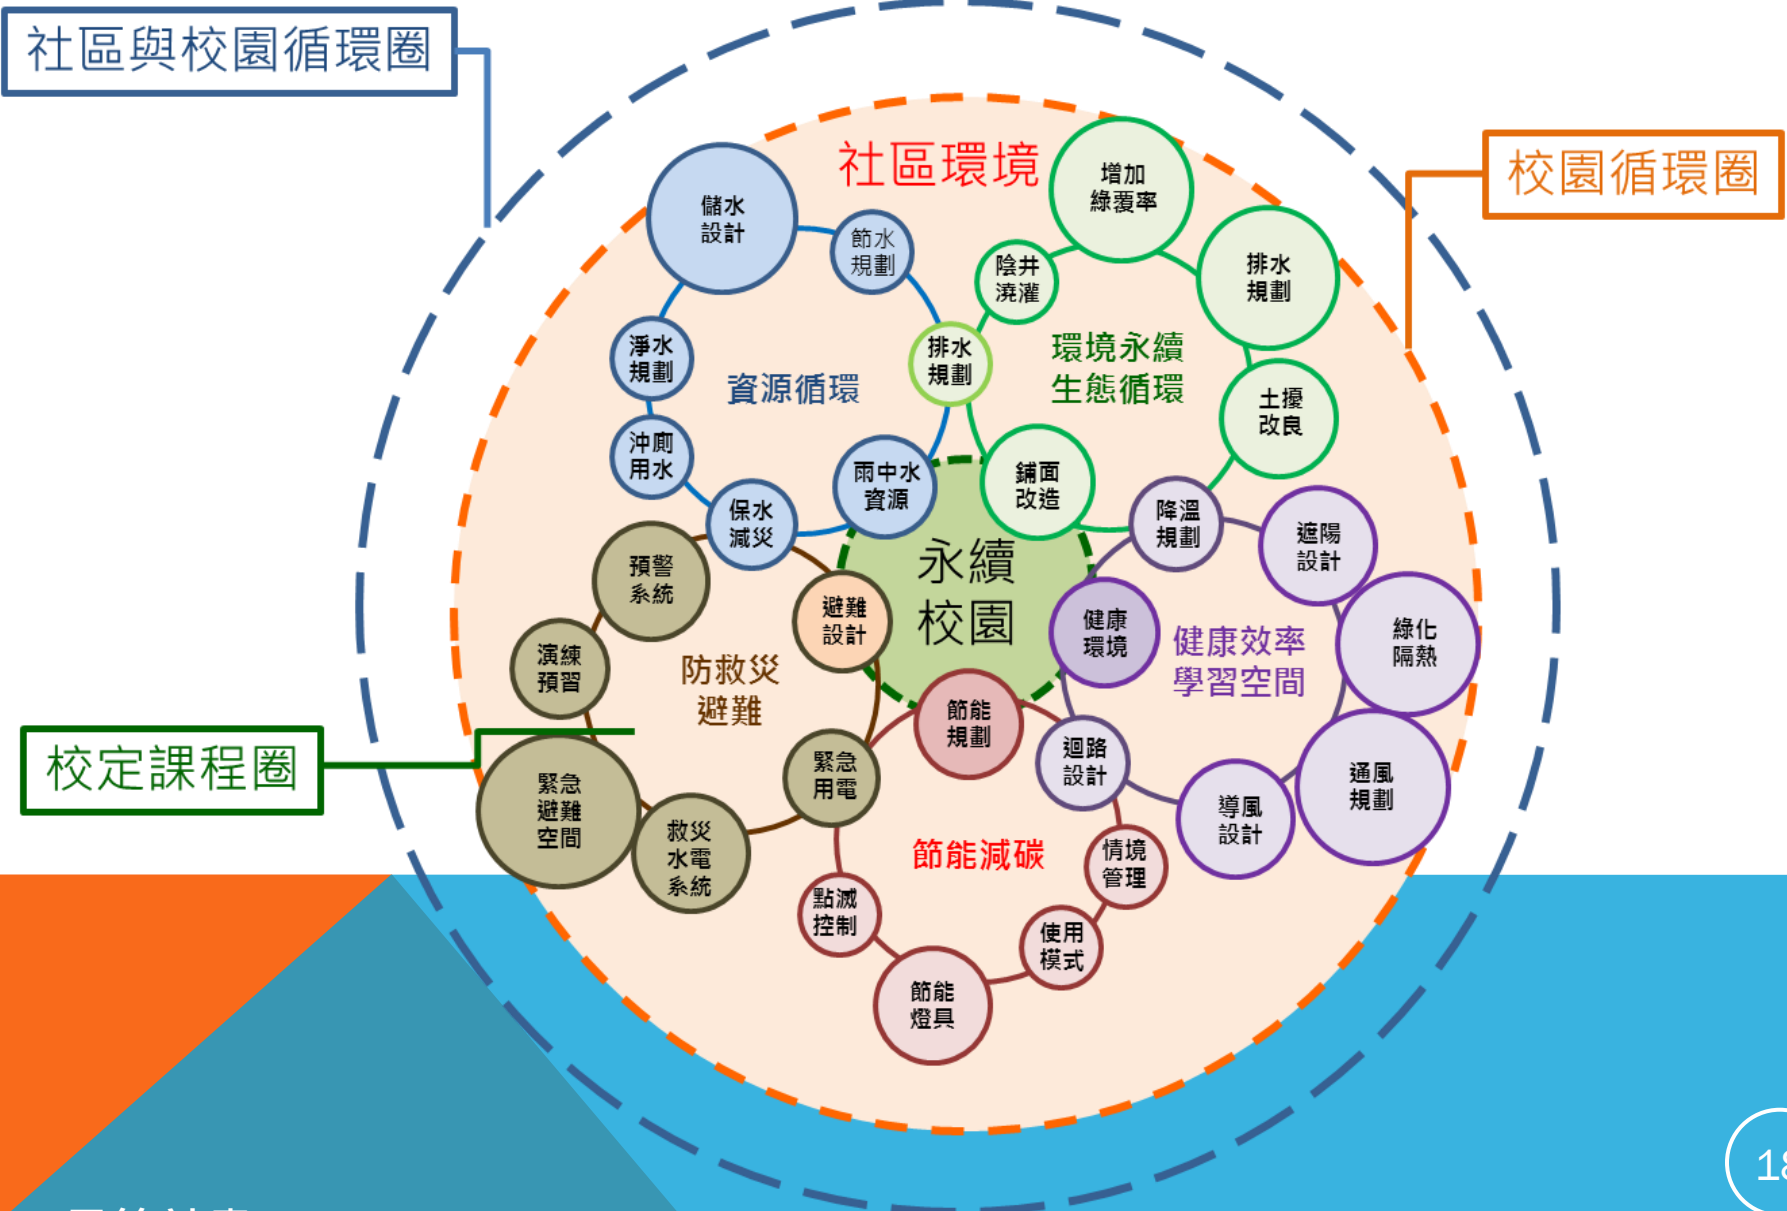 社區與校園循環圈
校園循環圈
社區環境
增加
綠覆率
儲水
設計
節水
規劃
陰井
澆灌
排水
規劃
淨水
規劃
排水
規劃
環境永續
生態循環
資源循環
土擾
改良
沖廁
用水
雨中水
資源
鋪面
改造
保水
減災
降溫
規劃
遮陽
設計
永續
校園
預警
系統
避難
設計
健康
環境
健康效率
學習空間
綠化
隔熱
演練
預習
防救災
避難
節能
規劃
迴路
設計
校定課程圈
緊急
避難
空間
緊急
用電
通風
規劃
導風
設計
救災
水電
系統
節能減碳
情境
管理
點滅
控制
使用
模式
節能
燈具
18